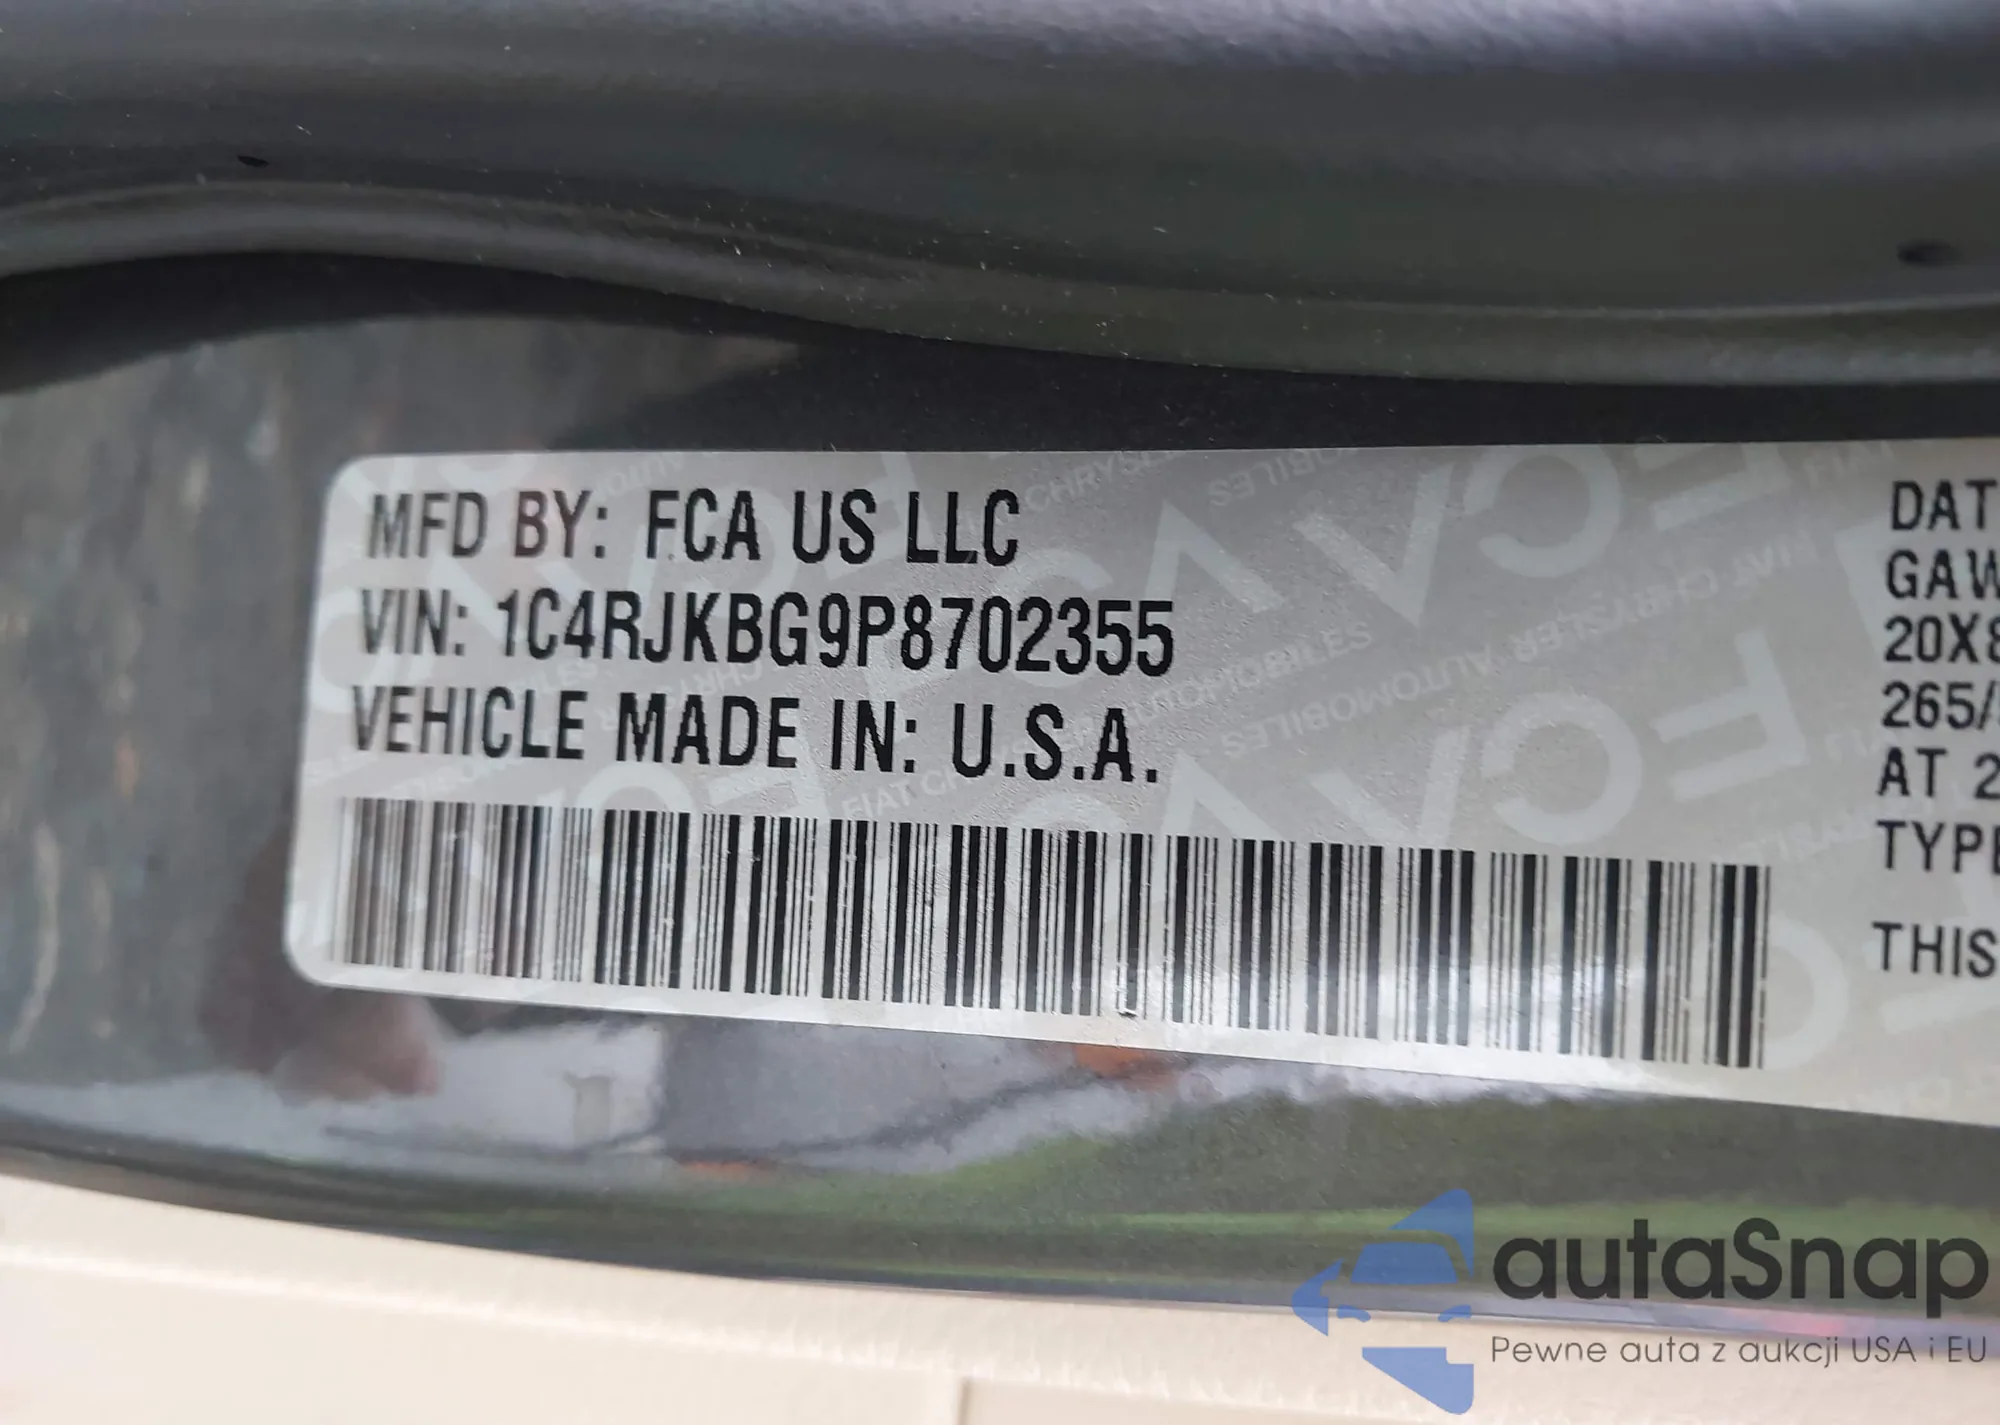 MFD BY: FCA US LLC
VIN: 1C4RJKBG9P8702355
VEHICLE MADE IN: U.S.A.
DAT
GAW
20X8
265/
AT 2
TYPE
THIS
autaSnap
Pewne auta z aukcji USA i EU